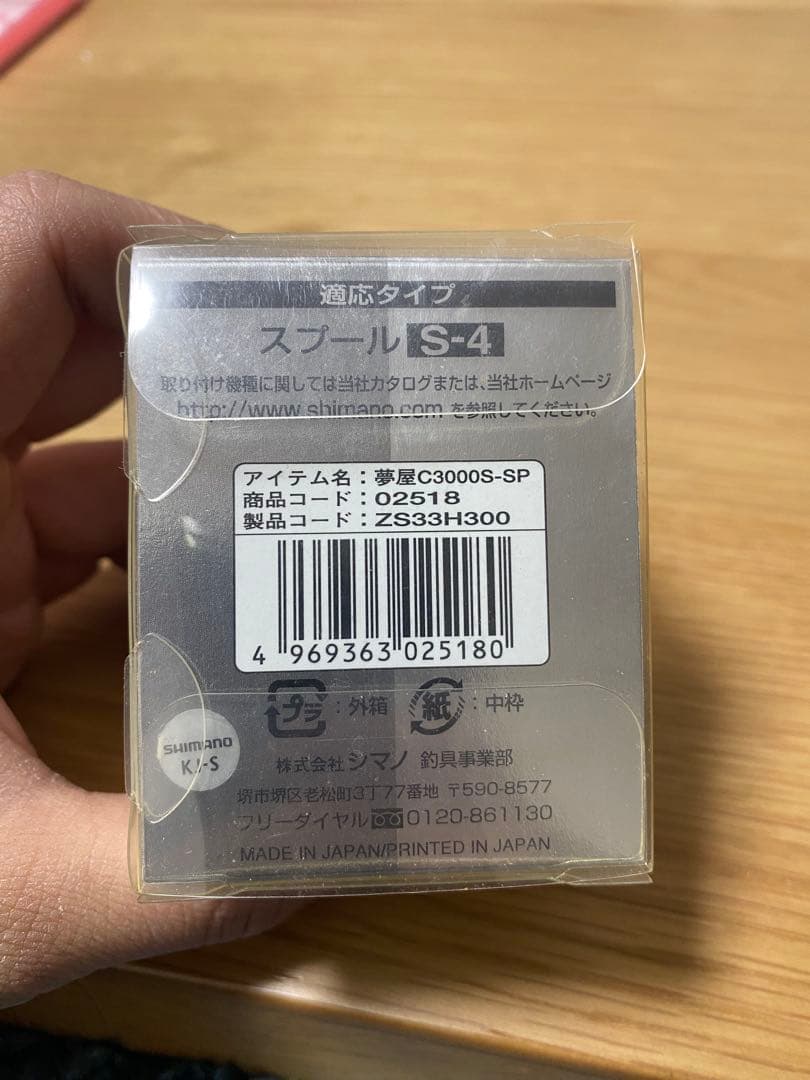 適応タイプ
スプール S-4
取り付け機種に関しては当社カタログまたは、当社ホームページ
http://www.shimano.com を参照してください。
アイテム名：夢屋C3000S-SP
商品コード：02518
製品コード：ZS33H300
4 969363 025180
プラ：外箱 紙：中枠
SHIMANO
KJ-S
株式会社シマノ 釣具事業部
堺市堺区老松町3丁77番地 〒590-8577
フリーダイヤル 0120-861130
MADE IN JAPAN/PRINTED IN JAPAN